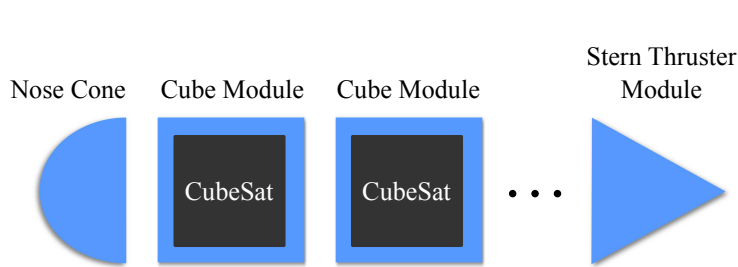 Nose Cone
Cube Module
Cube Module
Stern Thruster
Module
CubeSat
CubeSat